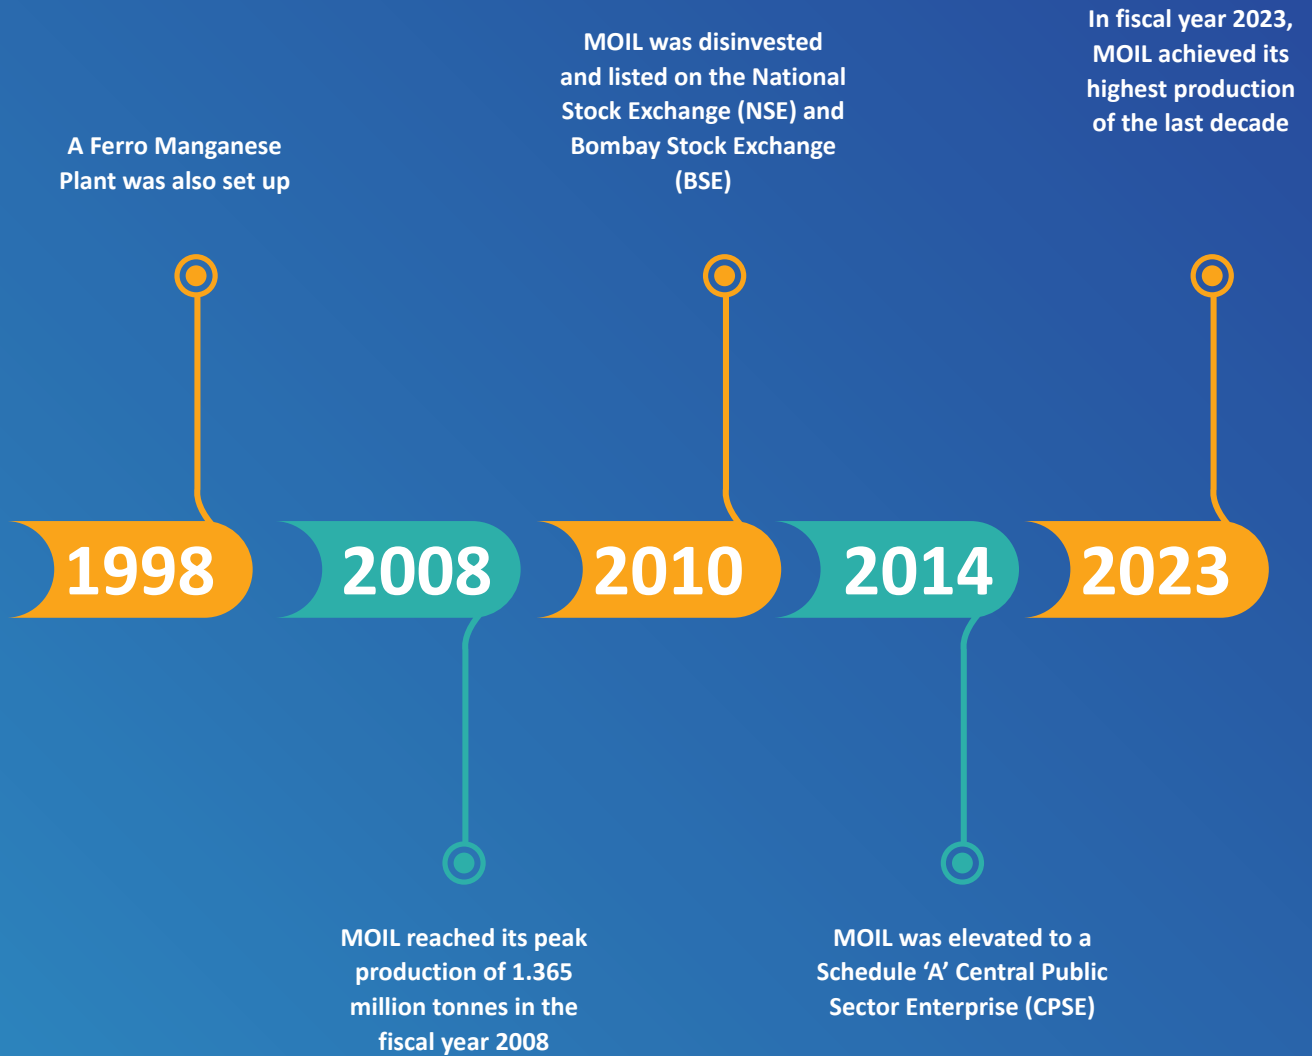 A Ferro Manganese
Plant was also set up
MOIL was disinvested
and listed on the National
Stock Exchange (NSE) and
Bombay Stock Exchange
(BSE)
In fiscal year 2023,
MOIL achieved its
highest production
of the last decade
1998
2008
2010
2014
2023
MOIL reached its peak
production of 1.365
million tonnes in the
fiscal year 2008
MOIL was elevated to a
Schedule ‘A’ Central Public
Sector Enterprise (CPSE)